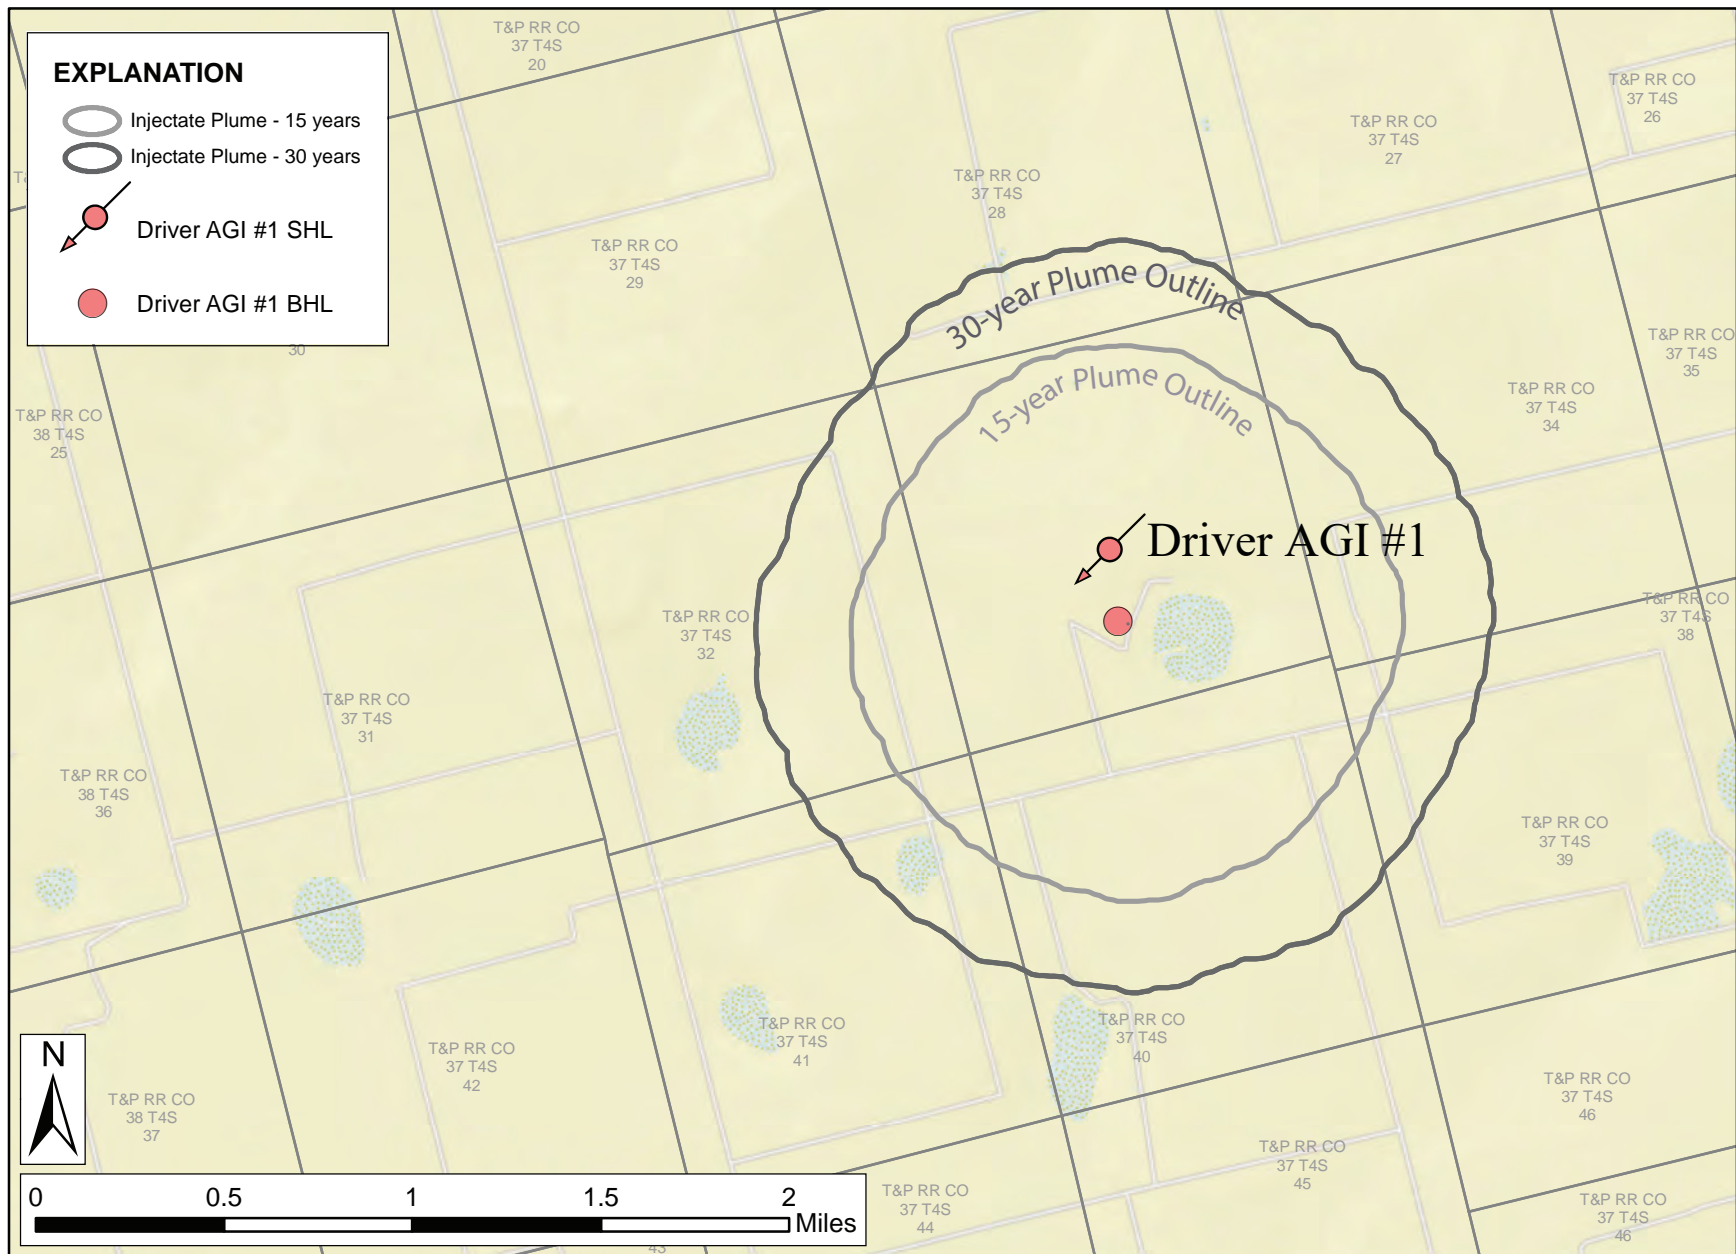 EXPLANATION
Injectate Plume - 15 years
Injectate Plume - 30 years
Driver AGI #1 SHL
Driver AGI #1 BHL
T&P RR CO
37 T4S
20
T&P RR CO
37 T4S
26
T&P RR CO
37 T4S
27
T&P RR CO
37 T4S
28
T&P RR CO
37 T4S
29
30
T&P RR CO
37 T4S
35
T&P RR CO
37 T4S
34
T&P RR CO
38 T4S
25
30-year Plume Outline
15-year Plume Outline
Driver AGI #1
T&P RR CO
37 T4S
38
T&P RR CO
37 T4S
32
T&P RR CO
37 T4S
31
T&P RR CO
38 T4S
36
T&P RR CO
37 T4S
39
T&P RR CO
37 T4S
41
T&P RR CO
37 T4S
40
T&P RR CO
37 T4S
42
T&P RR CO
37 T4S
46
T&P RR CO
38 T4S
37
T&P RR CO
37 T4S
45
T&P RR CO
37 T4S
44
T&P RR CO
37 T4S
46
43
N
0 0.5 1 1.5 2
Miles